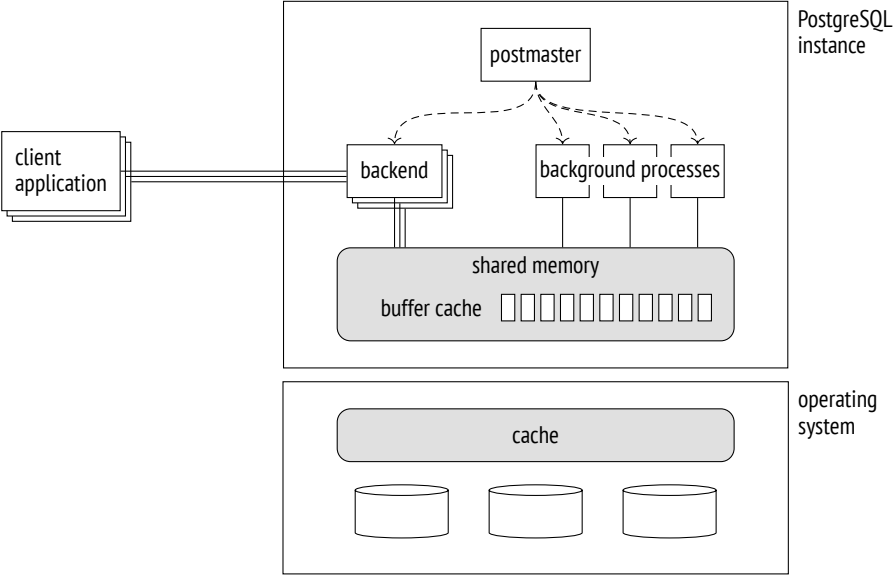 PostgreSQL
instance
postmaster
client
application
backend
background processes
shared memory
buffer cache
operating
system
cache